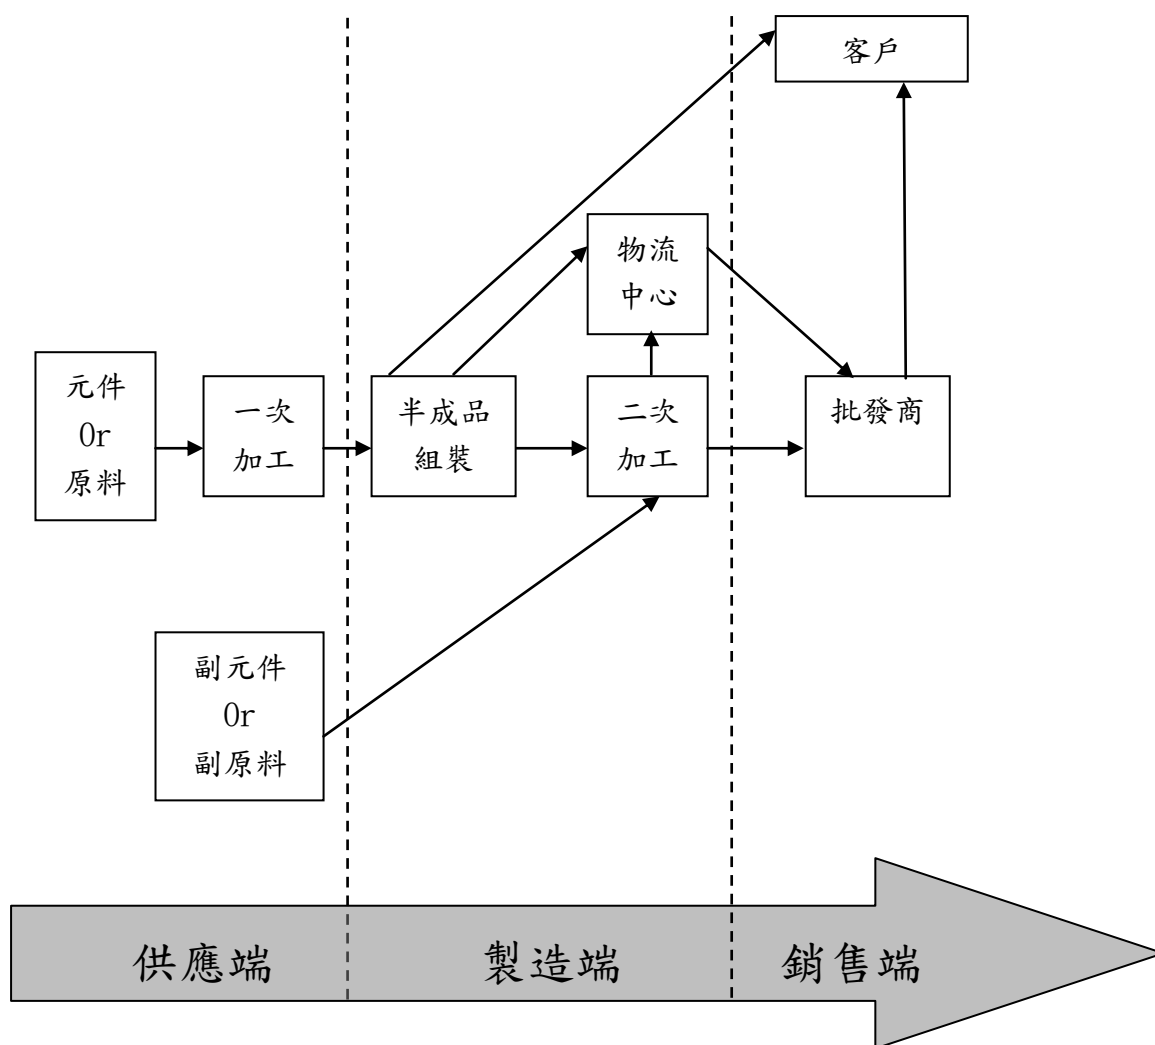 客戶
物流
中心
元件
Or
原料
一次
加工
半成品
組裝
二次
加工
批發商
副元件
Or
副原料
供應端
製造端
銷售端